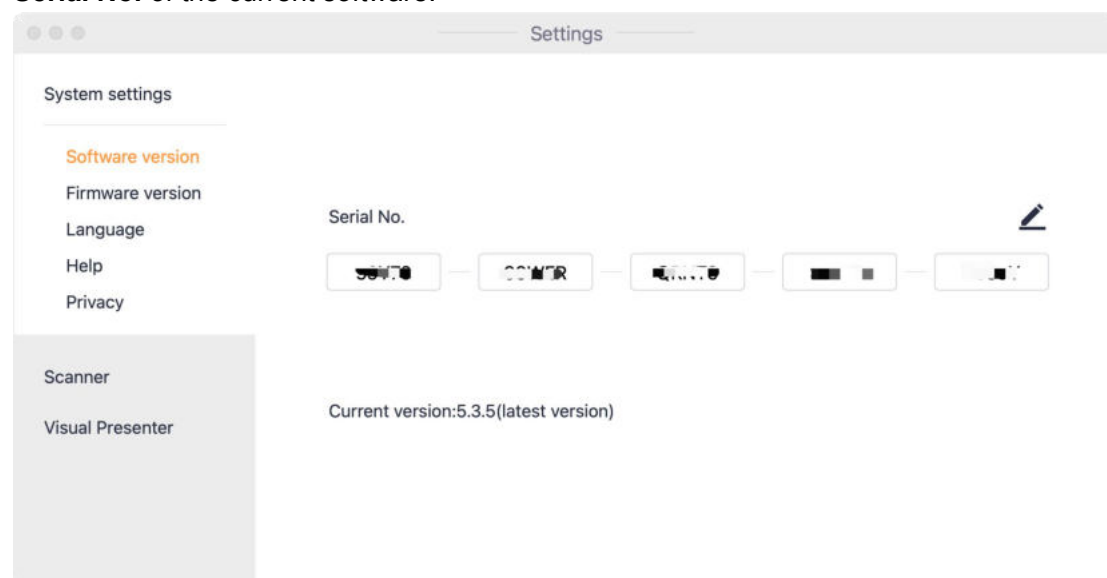 Serial No. of the current software.
Settings
System settings
Software version
Firmware version
Language
Help
Privacy
Scanner
Visual Presenter
Serial No.
Current version:5.3.5(latest version)